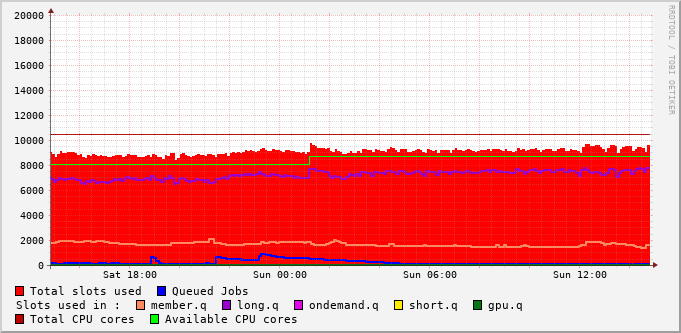 20000
18000
16000
14000
12000
10000
8000
6000
4000
2000
0
Sat 18:00 Sun 00:00 Sun 06:00 Sun 12:00
Total slots used Queued Jobs
Slots used in : member.q long.q ondemand.q short.q gpu.q
Total CPU cores Available CPU cores
RRDTOOL / TOBI OETIKER